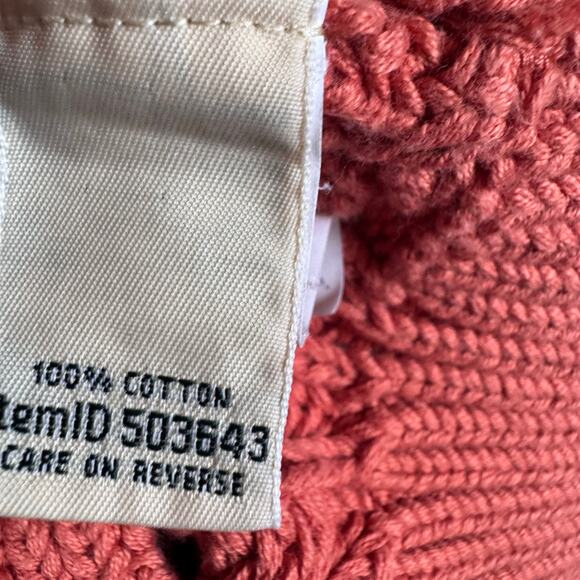 100% COTTON
temID 503643
CARE ON REVERSE